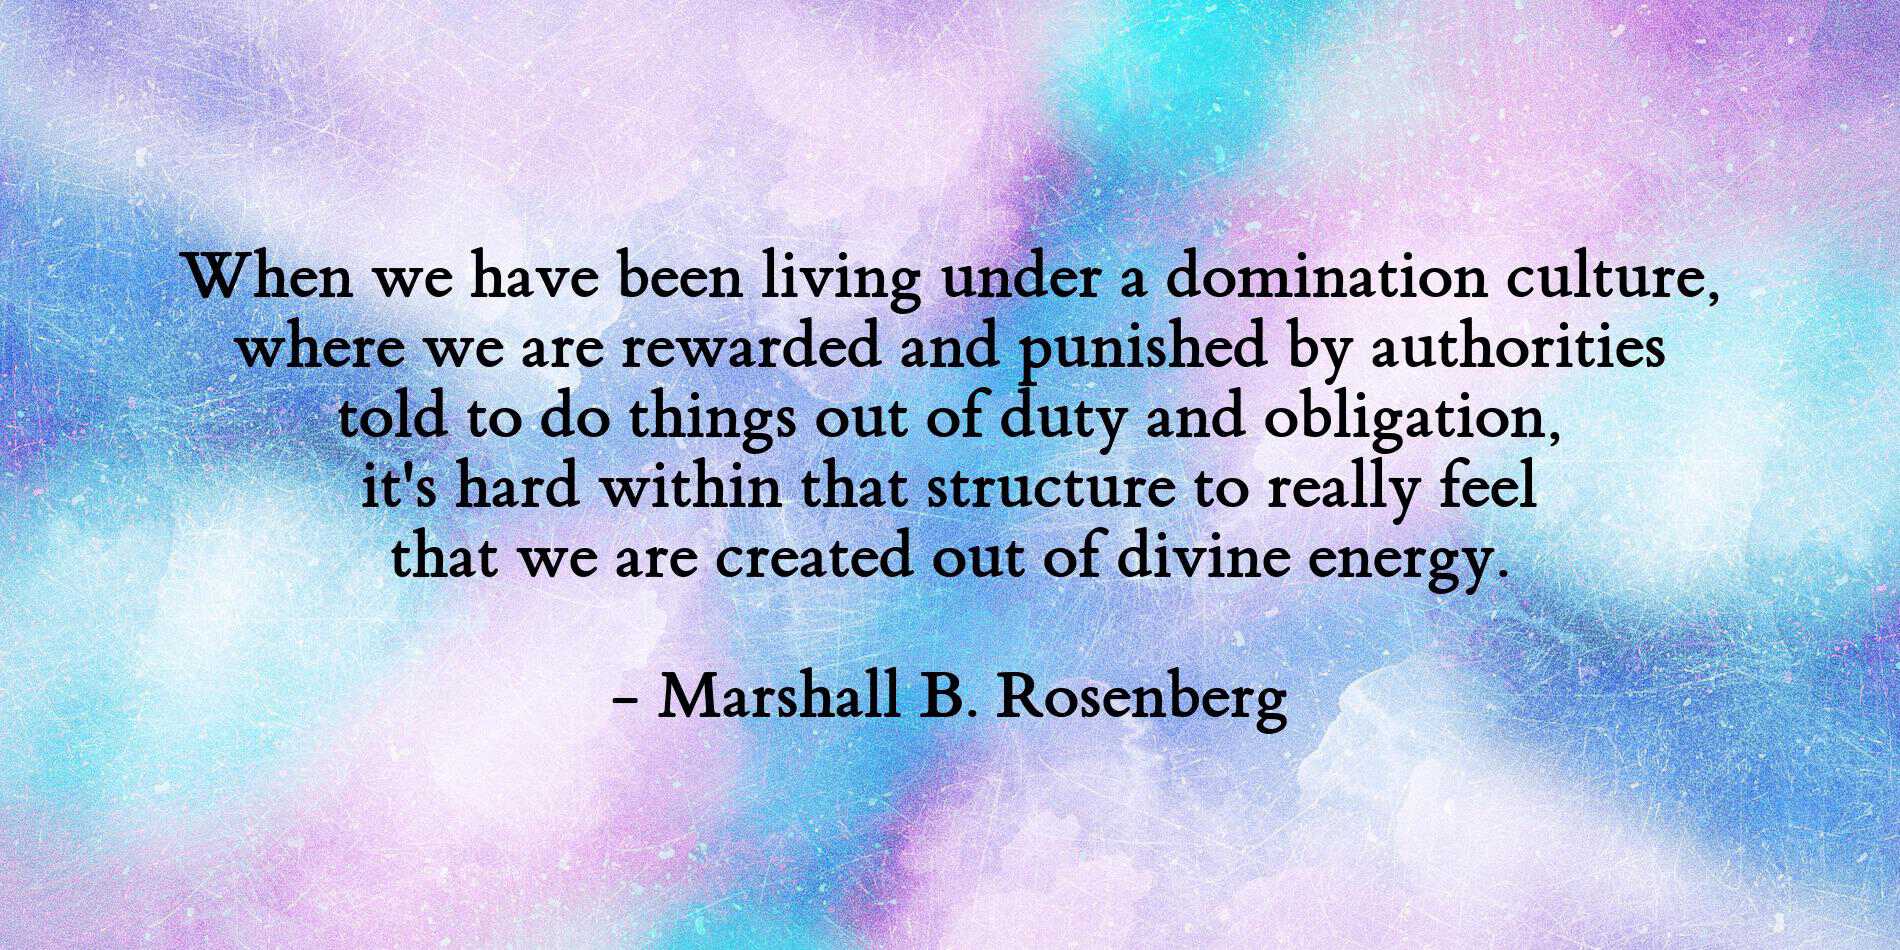 When we have been living under a domination culture,
where we are rewarded and punished by authorities
told to do things out of duty and obligation,
it's hard within that structure to really feel
that we are created out of divine energy.
- Marshall B. Rosenberg